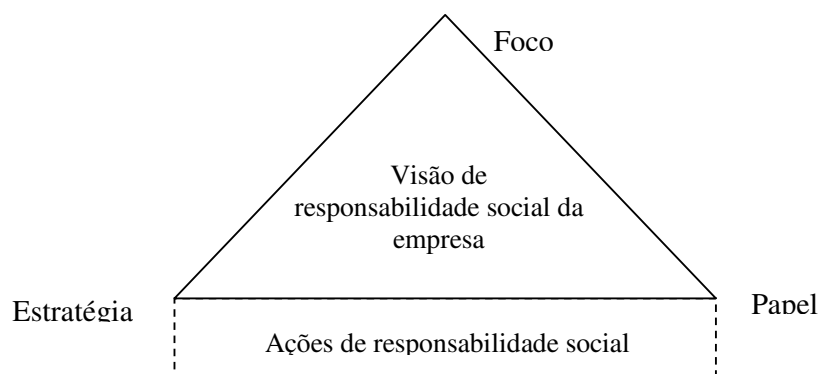 Foco
Visão de
responsabilidade social da
empresa
Estratégia
Papel
Ações de responsabilidade social